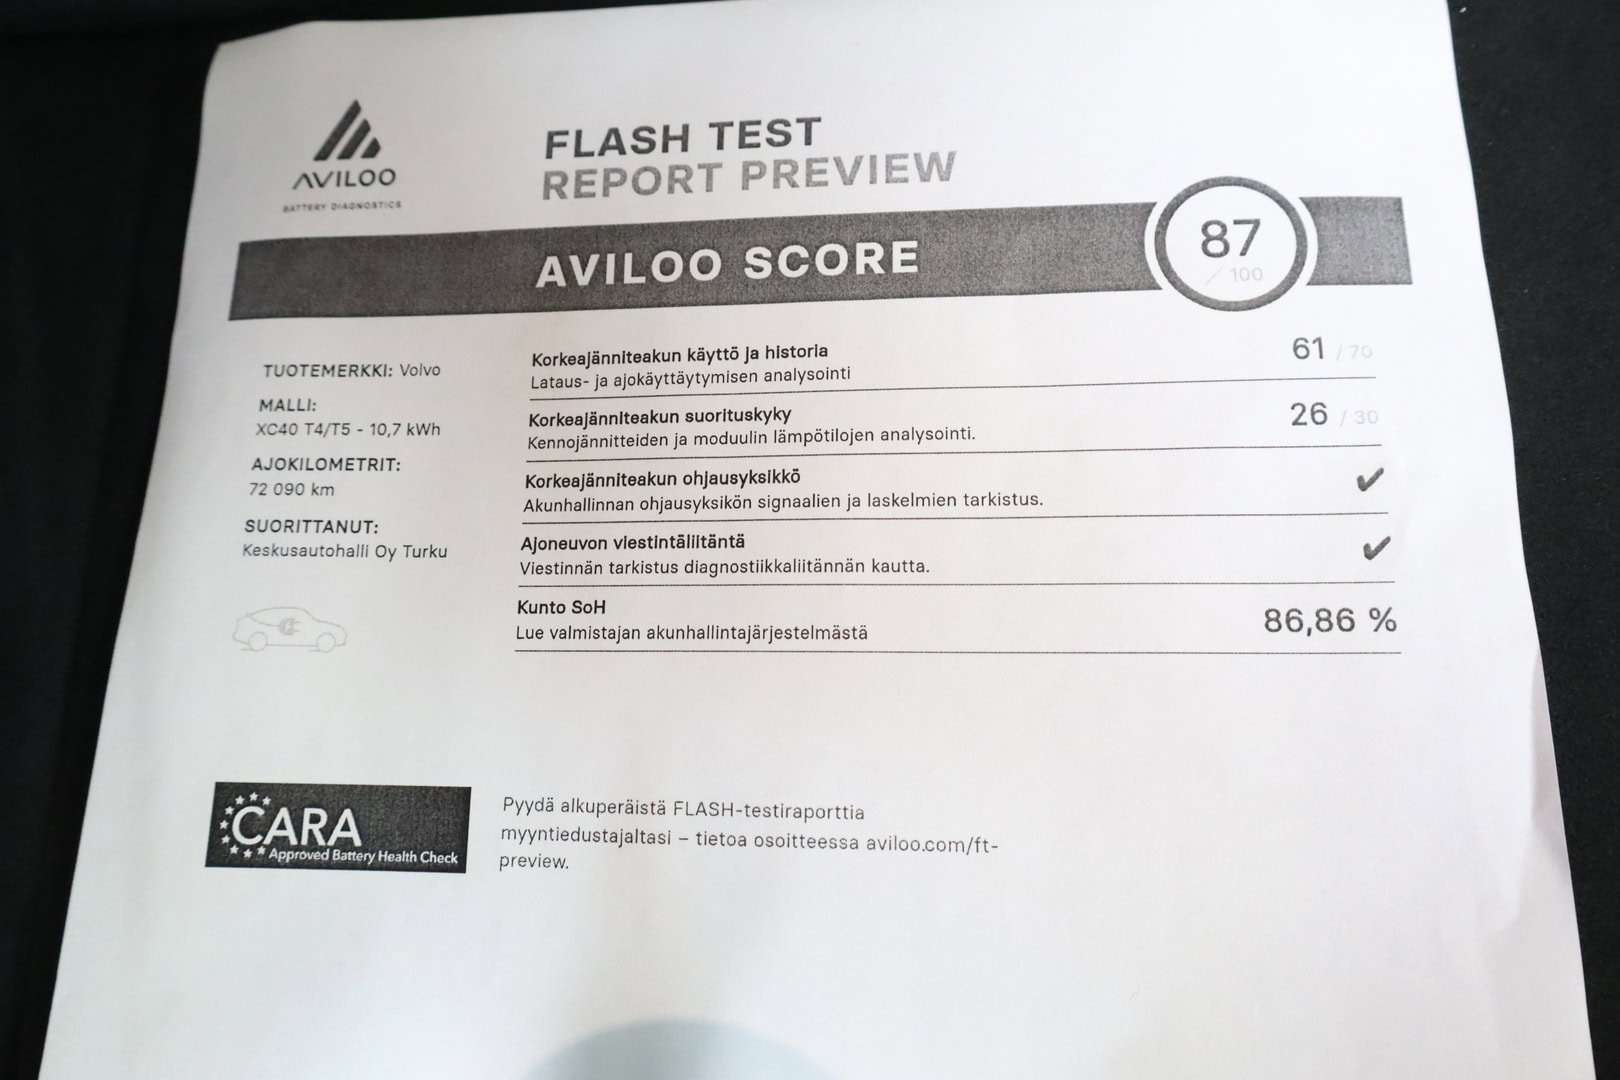 AVILOO
BATTERY DIAGNOSTICS
FLASH TEST
REPORT PREVIEW
AVILOO SCORE
87
/ 100
TUOTEMERKKI: Volvo
MALLI:
XC40 T4/T5 - 10,7 kWh
AJOKILOMETRIT:
72 090 km
SUORITTANUT:
Keskusautohalli Oy Turku
Korkeajänniteakun käyttö ja historia
Lataus- ja ajokäyttäytymisen analysointi
61 / 70
Korkeajänniteakun suorituskyky
Kennojännitteiden ja moduulin lämpötilojen analysointi.
26 / 30
Korkeajänniteakun ohjausyksikkö
Akunhallinnan ohjausyksikön signaalien ja laskelmien tarkistus.
✔
Ajoneuvon viestintäliitäntä
Viestinnän tarkistus diagnostiikkaliitännän kautta.
✔
Kunto SoH
Lue valmistajan akunhallintajärjestelmästä
86,86 %
CARA
Approved Battery Health Check
Pyydä alkuperäistä FLASH-testiraporttia
myyntiedustajaltasi – tietoa osoitteessa aviloo.com/ft-
preview.